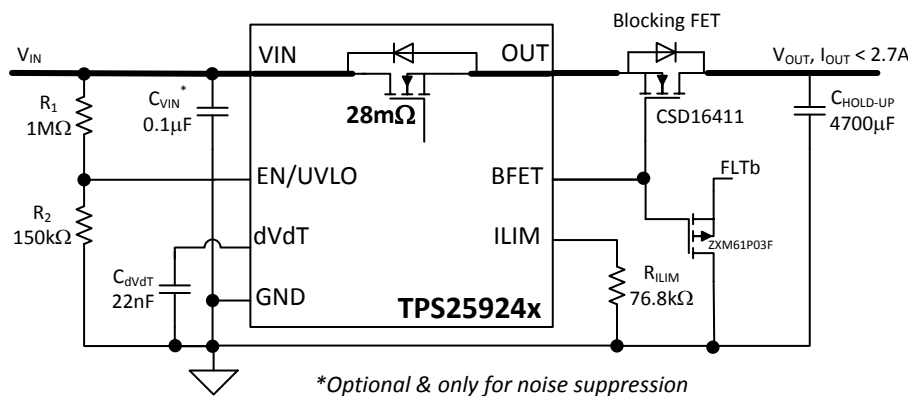 Blocking FET
VIN
VIN
OUT
VOUT, IOUT < 2.7A
R1
1MΩ
CVIN*
0.1µF
28mΩ
CSD16411
CHOLD-UP
4700µF
EN/UVLO
BFET
FLTb
R2
150kΩ
dVdT
ILIM
ZXM61P03F
CdVdT
22nF
RILIM
76.8kΩ
GND
TPS25924x
*Optional & only for noise suppression